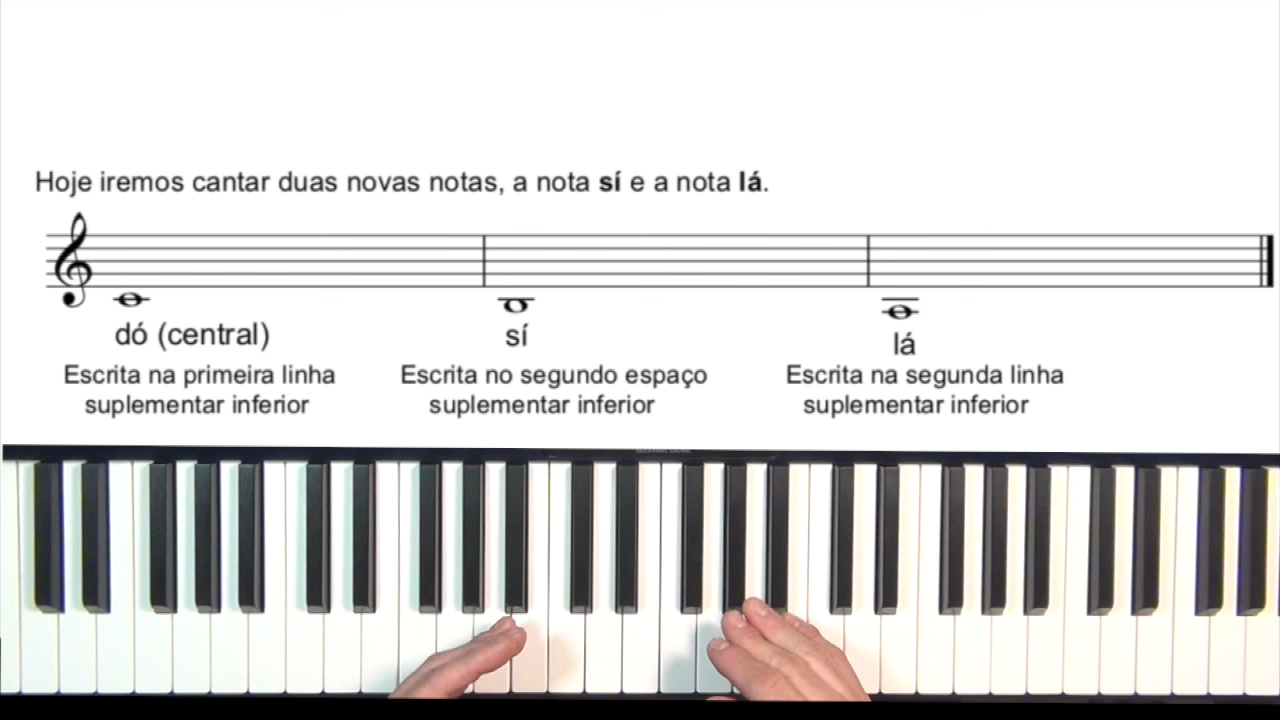 Hoje iremos cantar duas novas notas, a nota sí e a nota lá.
dó (central)
sí
lá
Escrita na primeira linha
suplementar inferior
Escrita no segundo espaço
suplementar inferior
Escrita na segunda linha
suplementar inferior